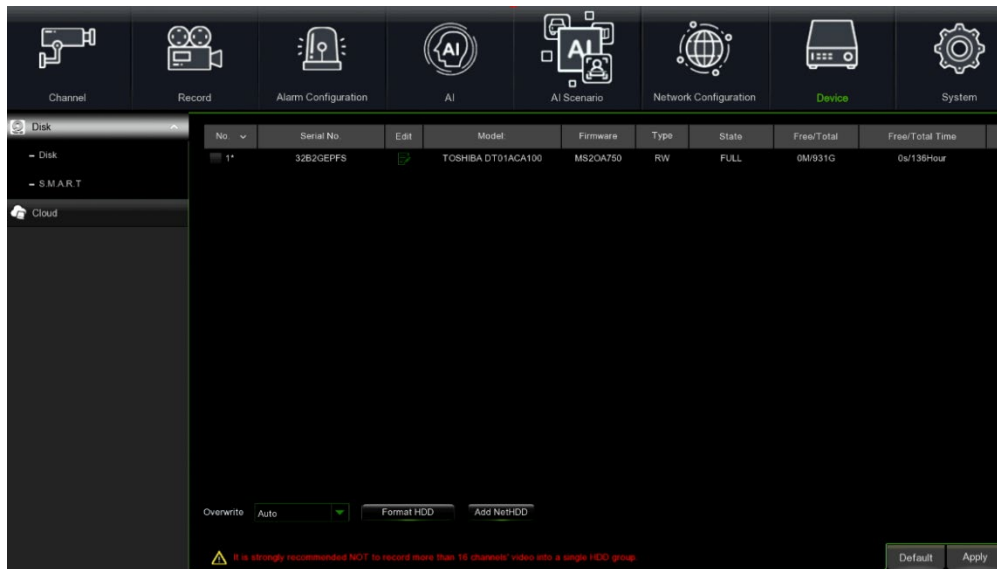 Channel Record Alarm Configuration AI AI Scenario Network Configuration Device System
Disk
No. Serial No. Edit Model: Firmware Type State Free/Total Free/Total Time
1* 32B2GEPFS TOSHIBA DT01ACA100 MS2OA750 RW FULL 0M/931G 0s/136Hour
– Disk
– S.M.A.R.T
Cloud
Overwrite Auto Format HDD Add NetHDD
It is strongly recommended NOT to record more than 16 channels' video into a single HDD group.
Default Apply